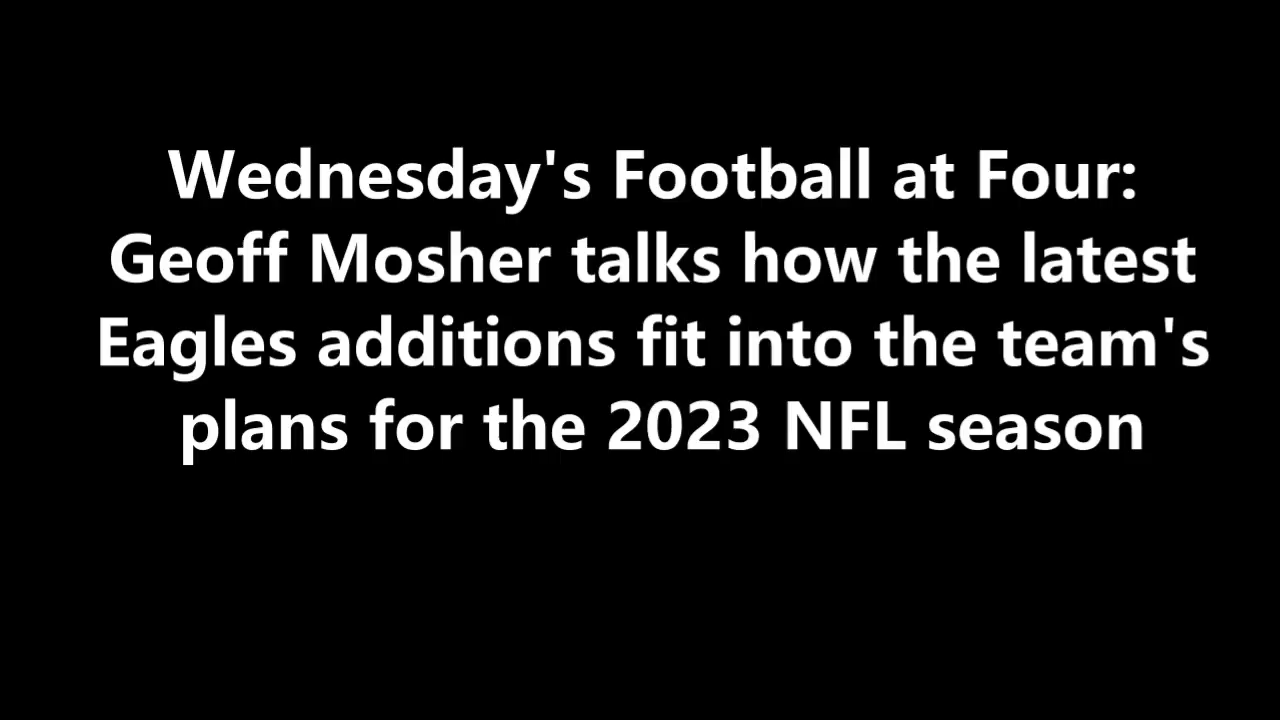 Wednesday's Football at Four:
Geoff Mosher talks how the latest
Eagles additions fit into the team's
plans for the 2023 NFL season